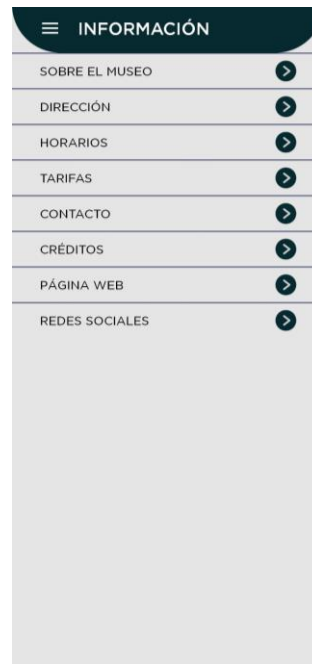 INFORMACIÓN
SOBRE EL MUSEO
DIRECCIÓN
HORARIOS
TARIFAS
CONTACTO
CRÉDITOS
PÁGINA WEB
REDES SOCIALES